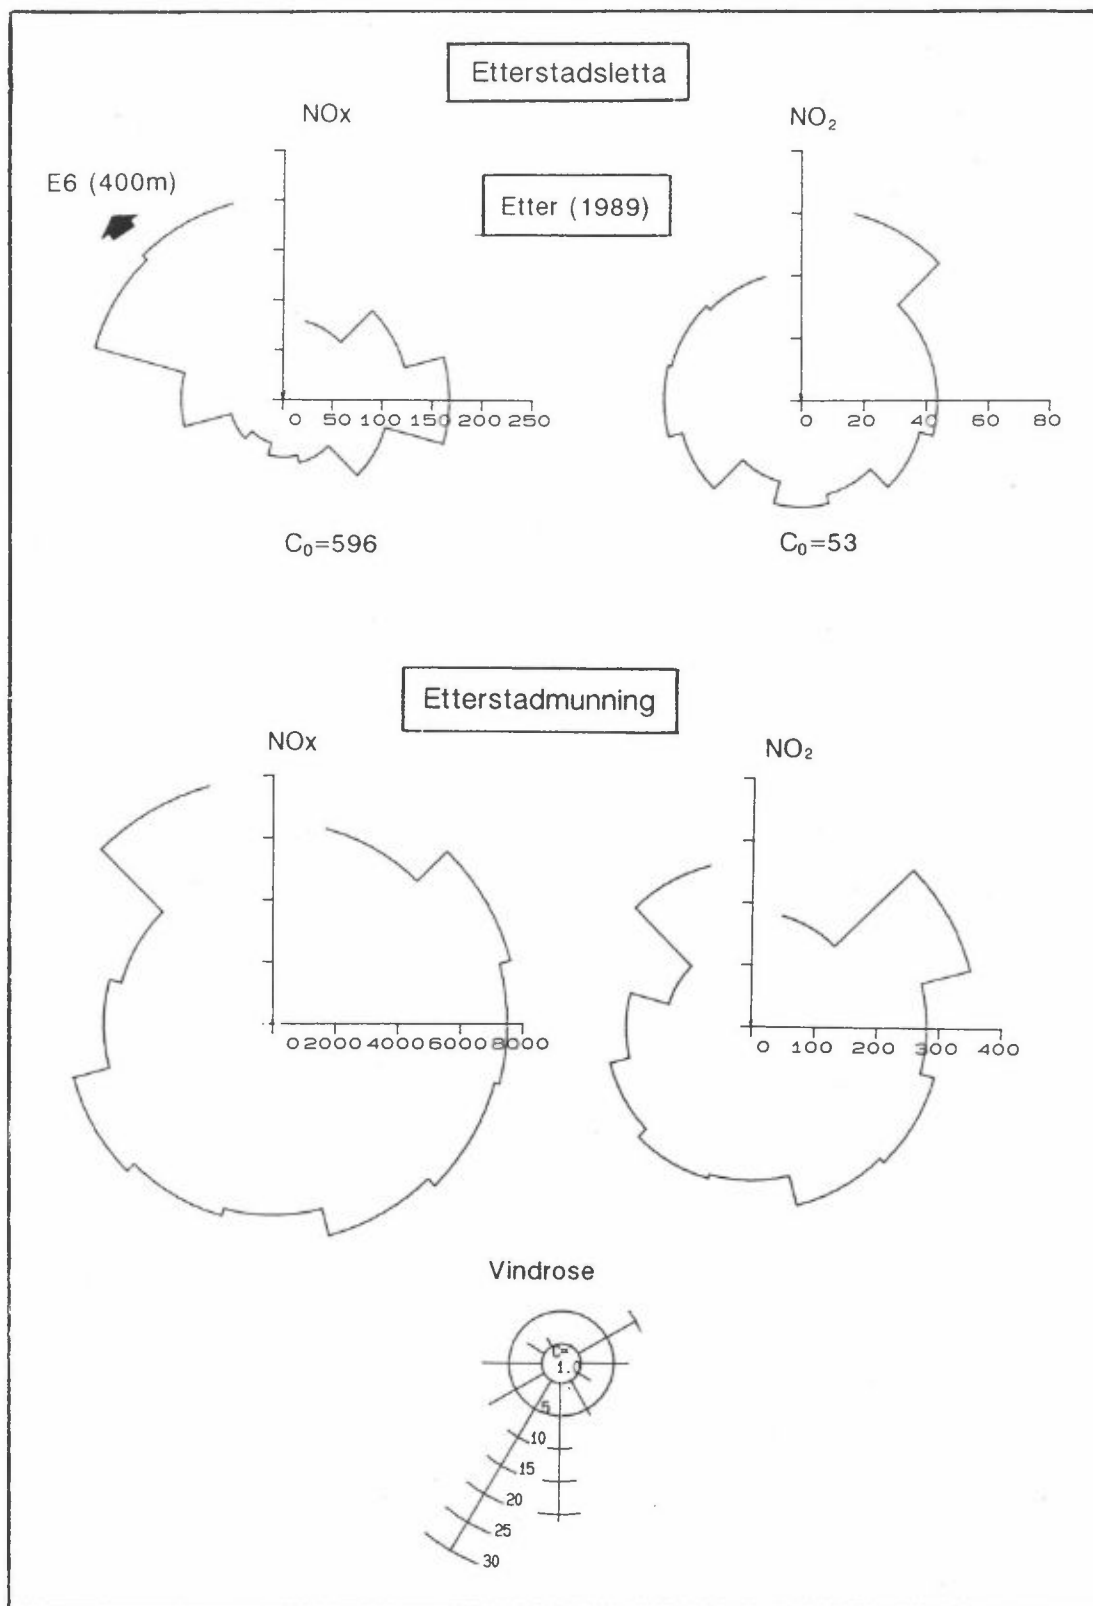 Etterstadsletta
NOx
NO₂
E6 (400m)
Etter (1989)
0 50 100 150 200 250
0 20 40 60 80
C₀=596
C₀=53
Etterstadmunning
NOx
NO₂
0 2000 4000 6000 8000
0 100 200 300 400
Vindrose
C=
1.0
5
10
15
20
25
30